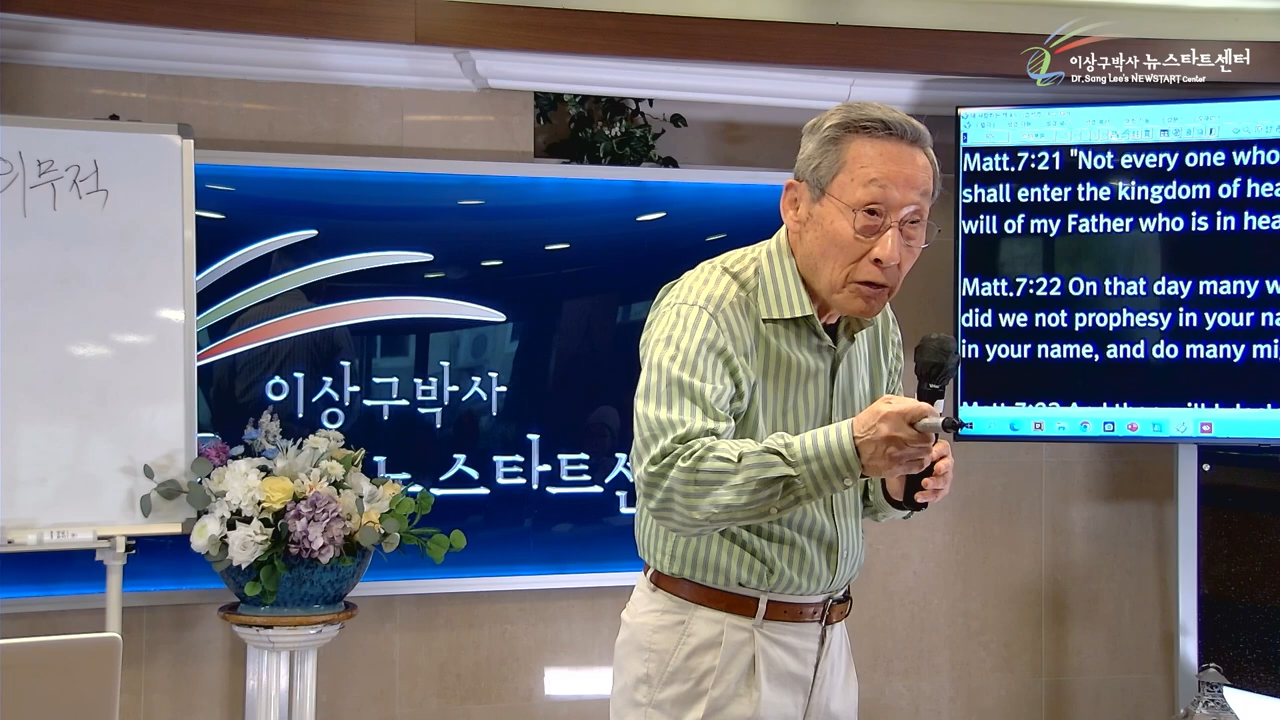 이상구박사 뉴스타트센터
Dr.Sang Lee's NEWSTART Center
의무적
이상구박사
뉴스타트센
Matt.7:21 "Not every one who
shall enter the kingdom of hea
will of my Father who is in hea
Matt.7:22 On that day many w
did we not prophesy in your na
in your name, and do many mi